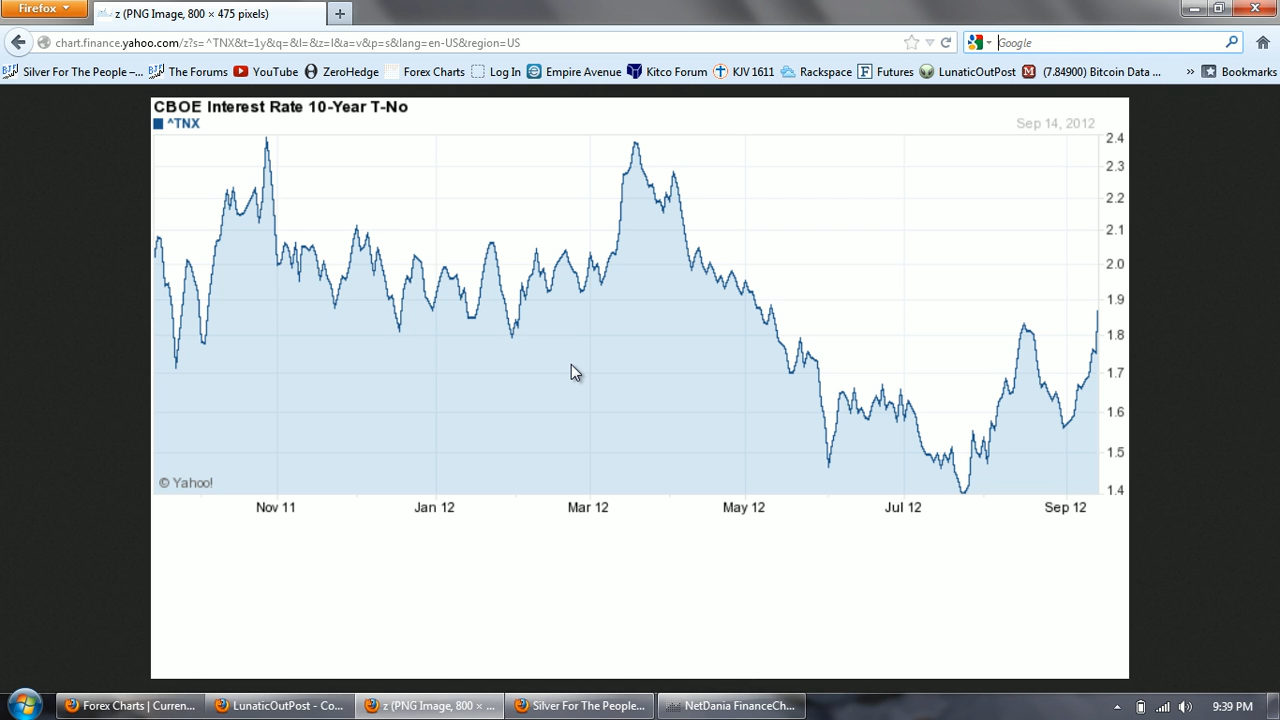 Firefox
z (PNG Image, 800 × 475 pixels)
chart.finance.yahoo.com/z?s=^TNX&t=1y&q=&l=&z=l&a=v&p=s&lang=en-US&region=US
Google
Silver For The People –... The Forums YouTube ZeroHedge Forex Charts Log In Empire Avenue Kitco Forum KJV 1611 Rackspace Futures LunaticOutPost (7.84900) Bitcoin Data ... » Bookmarks
CBOE Interest Rate 10-Year T-No
^TNX
Sep 14, 2012
2.4
2.3
2.2
2.1
2.0
1.9
1.8
1.7
1.6
1.5
1.4
© Yahoo!
Nov 11 Jan 12 Mar 12 May 12 Jul 12 Sep 12
Forex Charts | Curren... LunaticOutPost - Co... z (PNG Image, 800 × ... Silver For The People... NetDania FinanceCh... 9:39 PM